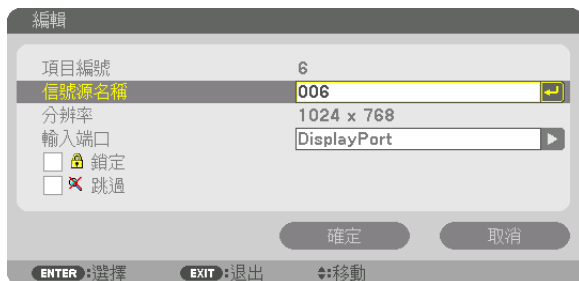 編輯
項目編號 6
信號源名稱 006
分辨率 1024 x 768
輸入端口 DisplayPort
鎖定
跳過
確定 取消
ENTER:選擇 EXIT:退出 :移動